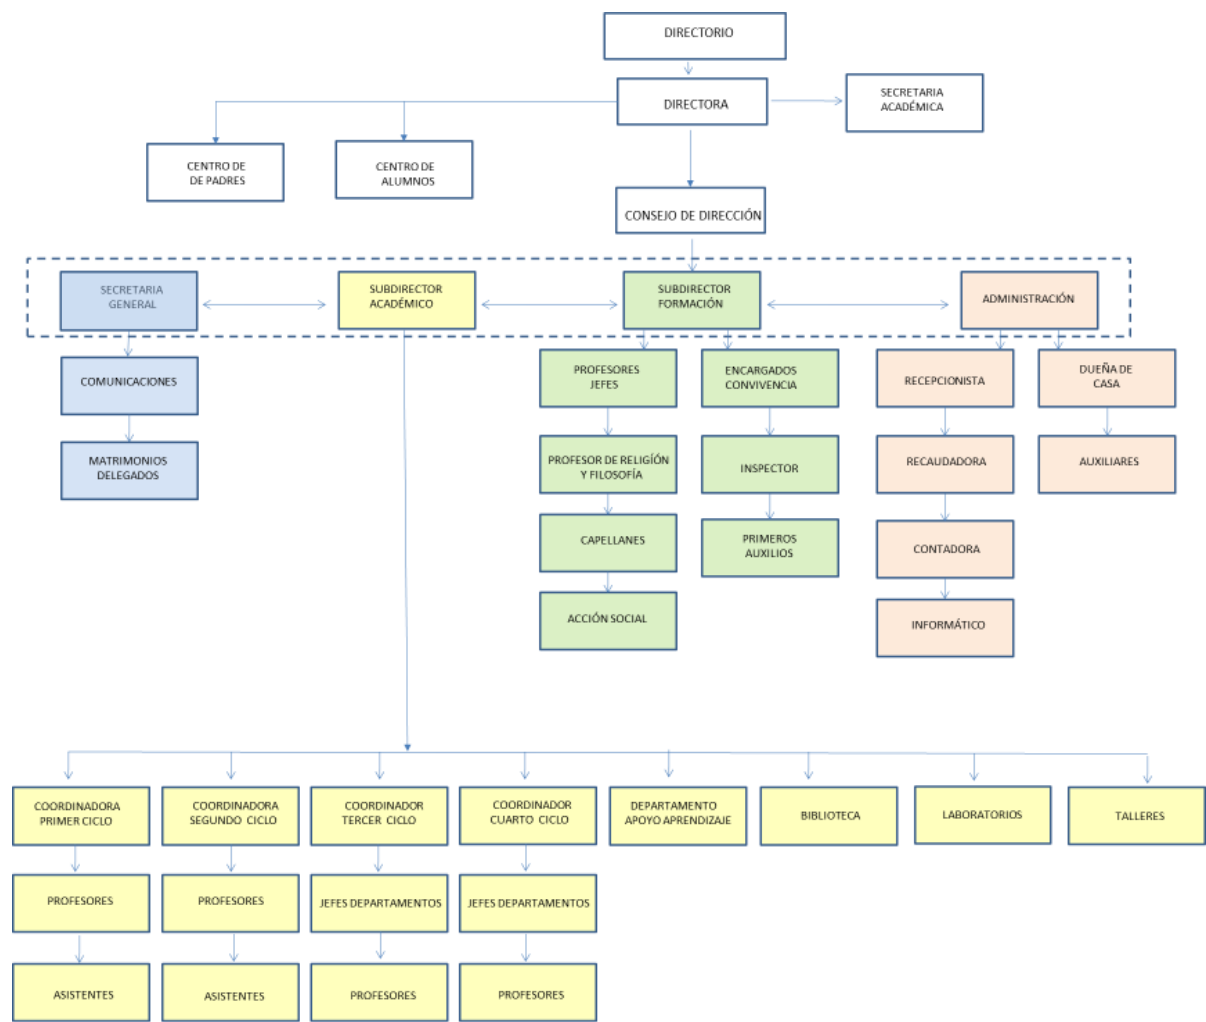 DIRECTORIO
DIRECTORA
SECRETARIA
ACADÉMICA
CENTRO DE
DE PADRES
CENTRO DE
ALUMNOS
CONSEJO DE DIRECCIÓN
SECRETARIA
GENERAL
SUBDIRECTOR
ACADÉMICO
SUBDIRECTOR
FORMACIÓN
ADMINISTRACIÓN
COMUNICACIONES
PROFESORES
JEFES
ENCARGADOS
CONVIVENCIA
RECEPCIONISTA
DUEÑA DE
CASA
MATRIMONIOS
DELEGADOS
PROFESOR DE RELIGÍÓN
Y FILOSOFÍA
INSPECTOR
RECAUDADORA
AUXILIARES
CAPELLANES
PRIMEROS
AUXILIOS
CONTADORA
ACCIÓN SOCIAL
INFORMÁTICO
COORDINADORA
PRIMER CICLO
COORDINADORA
SEGUNDO CICLO
COORDINADOR
TERCER CICLO
COORDINADOR
CUARTO CICLO
DEPARTAMENTO
APOYO APRENDIZAJE
BIBLIOTECA
LABORATORIOS
TALLERES
PROFESORES
PROFESORES
JEFES DEPARTAMENTOS
JEFES DEPARTAMENTOS
ASISTENTES
ASISTENTES
PROFESORES
PROFESORES